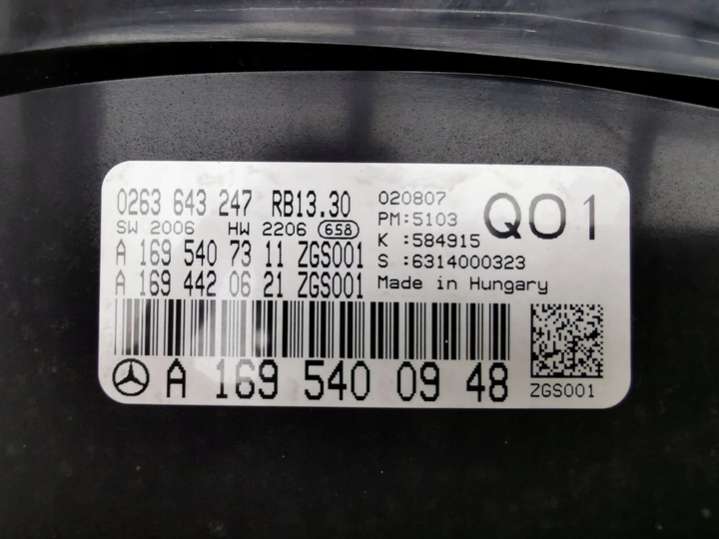 0263 643 247 RB13.30
SW 2006 HW 2206 658
A 169 540 73 11 ZGS001
A 169 442 06 21 ZGS001
020807
PM:5103
K :584915
S :6314000323
Made in Hungary
Q01
A 169 540 09 48
ZGS001